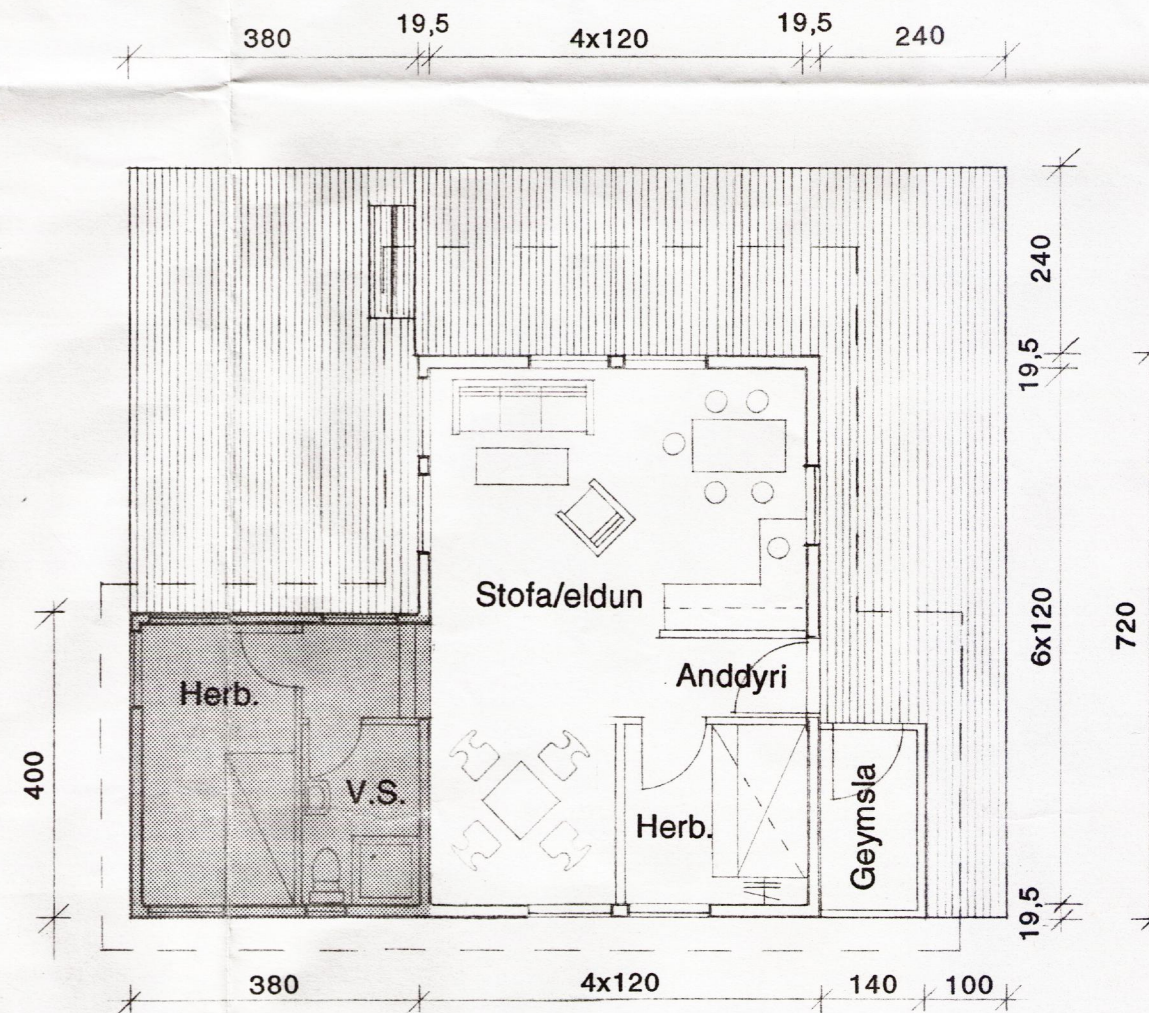 380
19,5
4x120
19,5
240
240
19,5
6x120
720
19,5
400
Stofa/eldun
Anddyri
Herb.
V.S.
Herb.
Geymsla
380
4x120
140
100